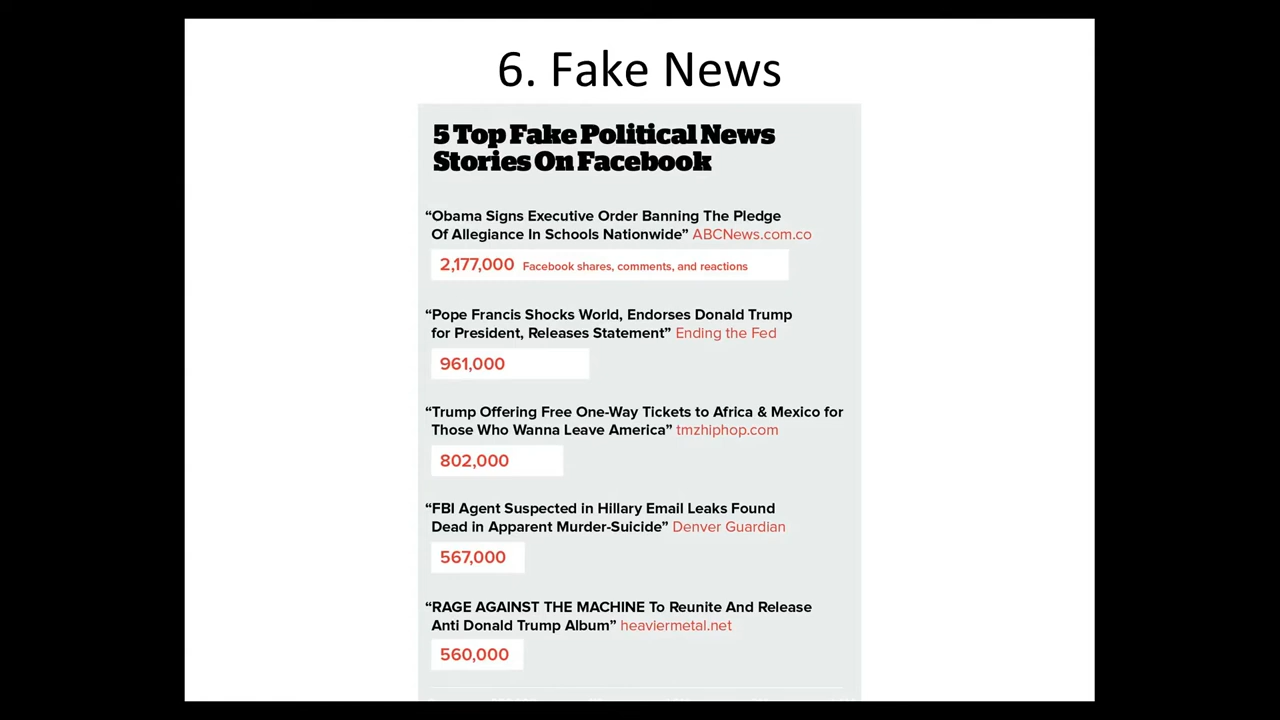 6. Fake News
5 Top Fake Political News
Stories On Facebook
“Obama Signs Executive Order Banning The Pledge
Of Allegiance In Schools Nationwide” ABCNews.com.co
2,177,000 Facebook shares, comments, and reactions
“Pope Francis Shocks World, Endorses Donald Trump
for President, Releases Statement” Ending the Fed
961,000
“Trump Offering Free One-Way Tickets to Africa & Mexico for
Those Who Wanna Leave America” tmzhiphop.com
802,000
“FBI Agent Suspected in Hillary Email Leaks Found
Dead in Apparent Murder-Suicide” Denver Guardian
567,000
“RAGE AGAINST THE MACHINE To Reunite And Release
Anti Donald Trump Album” heaviermetal.net
560,000